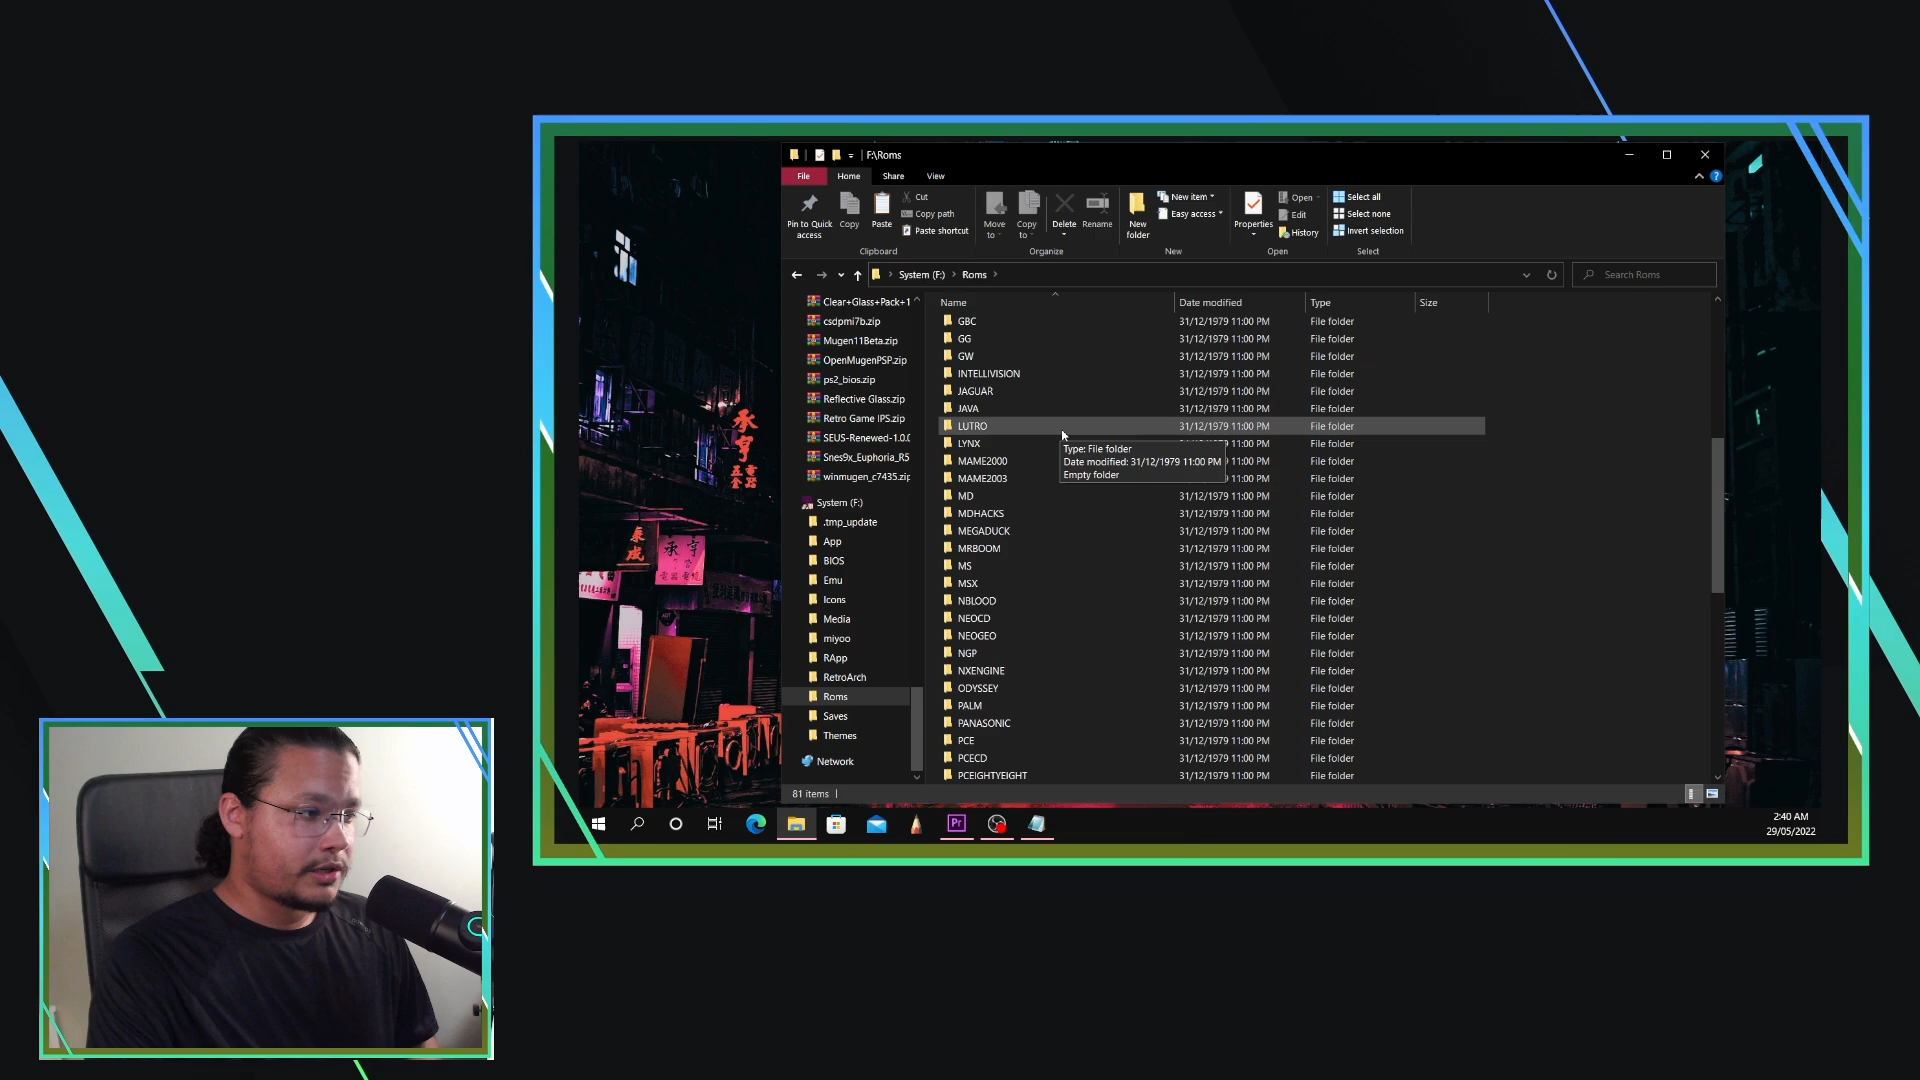 F:\Roms
File Home Share View
Pin to Quick access
Copy
Paste
Cut
Copy path
Paste shortcut
Clipboard
Move to
Copy to
Delete
Rename
Organize
New folder
New item
Easy access
New
Properties
Open
Edit
History
Open
Select all
Select none
Invert selection
Select
System (F:) Roms
Search Roms
Clear+Glass+Pack+1
csdpmi7b.zip
Mugen11Beta.zip
OpenMugenPSP.zip
ps2_bios.zip
Reflective Glass.zip
Retro Game IPS.zip
SEUS-Renewed-1.0.0
Snes9x_Euphoria_R5
winmugen_c7435.zip
System (F:)
.tmp_update
App
BIOS
Emu
Icons
Media
miyoo
RApp
RetroArch
Roms
Saves
Themes
Network
Name Date modified Type Size
GBC 31/12/1979 11:00 PM File folder
GG 31/12/1979 11:00 PM File folder
GW 31/12/1979 11:00 PM File folder
INTELLIVISION 31/12/1979 11:00 PM File folder
JAGUAR 31/12/1979 11:00 PM File folder
JAVA 31/12/1979 11:00 PM File folder
LUTRO 31/12/1979 11:00 PM File folder
LYNX File folder
Type: File folder
Date modified: 31/12/1979 11:00 PM
Empty folder
MAME2000 File folder
MAME2003 File folder
MD 31/12/1979 11:00 PM File folder
MDHACKS 31/12/1979 11:00 PM File folder
MEGADUCK 31/12/1979 11:00 PM File folder
MRBOOM 31/12/1979 11:00 PM File folder
MS 31/12/1979 11:00 PM File folder
MSX 31/12/1979 11:00 PM File folder
NBLOOD 31/12/1979 11:00 PM File folder
NEOCD 31/12/1979 11:00 PM File folder
NEOGEO 31/12/1979 11:00 PM File folder
NGP 31/12/1979 11:00 PM File folder
NXENGINE 31/12/1979 11:00 PM File folder
ODYSSEY 31/12/1979 11:00 PM File folder
PALM 31/12/1979 11:00 PM File folder
PANASONIC 31/12/1979 11:00 PM File folder
PCE 31/12/1979 11:00 PM File folder
PCECD 31/12/1979 11:00 PM File folder
PCEIGHTYEIGHT 31/12/1979 11:00 PM File folder
81 items
Pr
2:40 AM
29/05/2022